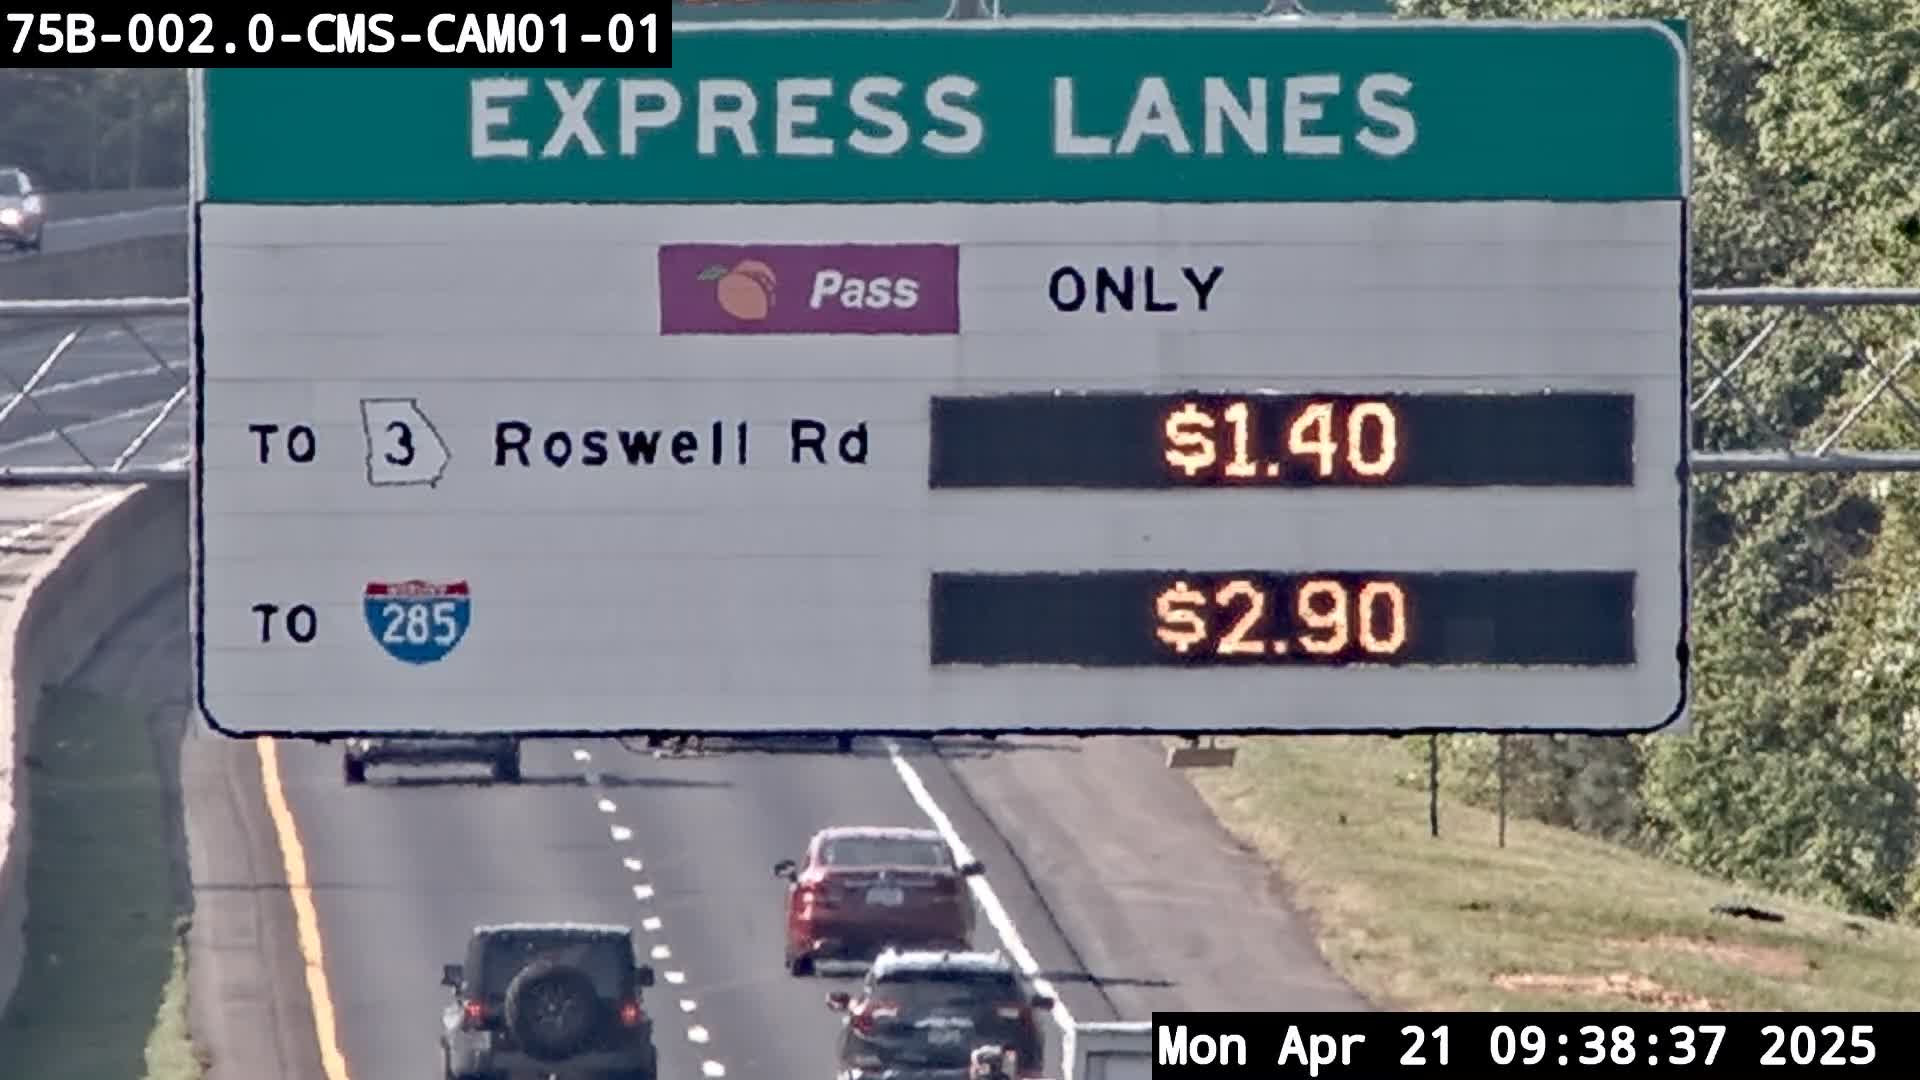 75B-002.0-CMS-CAM01-01
EXPRESS LANES
Pass ONLY
TO 3 Roswell Rd $1.40
TO 285 $2.90
Mon Apr 21 09:38:37 2025